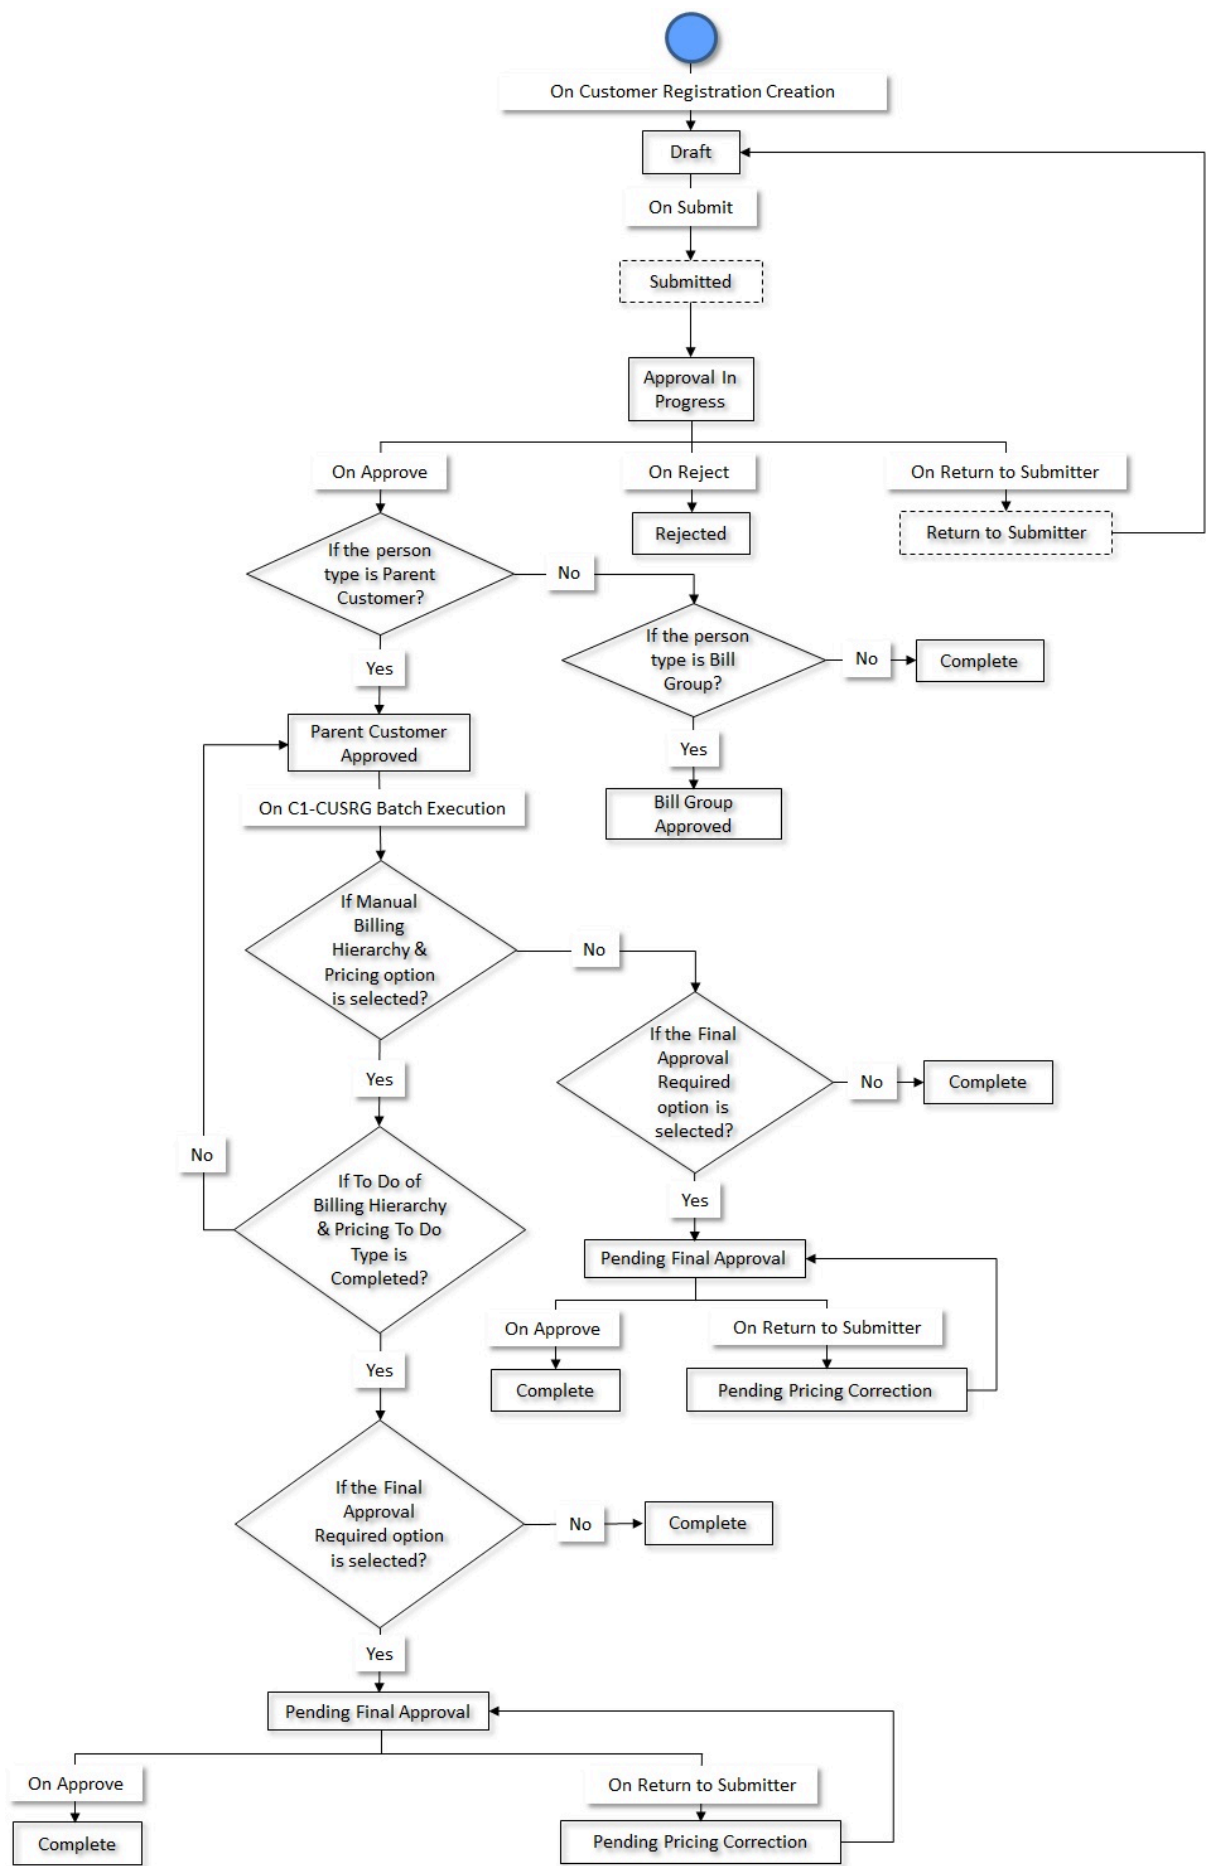 On Customer Registration Creation
Draft
On Submit
Submitted
Approval In
Progress
On Approve
On Reject
On Return to Submitter
Rejected
Return to Submitter
If the person
type is Parent
Customer?
No
If the person
type is Bill
Group?
No
Complete
Yes
Parent Customer
Approved
Yes
Bill Group
Approved
On C1-CUSRG Batch Execution
If Manual
Billing
Hierarchy &
Pricing option
is selected?
No
If the Final
Approval
Required
option is
selected?
No
Complete
Yes
No
If To Do of
Billing Hierarchy
& Pricing To Do
Type is
Completed?
Yes
Pending Final Approval
On Approve
On Return to Submitter
Complete
Pending Pricing Correction
Yes
If the Final
Approval
Required option
is selected?
No
Complete
Yes
Pending Final Approval
On Approve
On Return to Submitter
Complete
Pending Pricing Correction